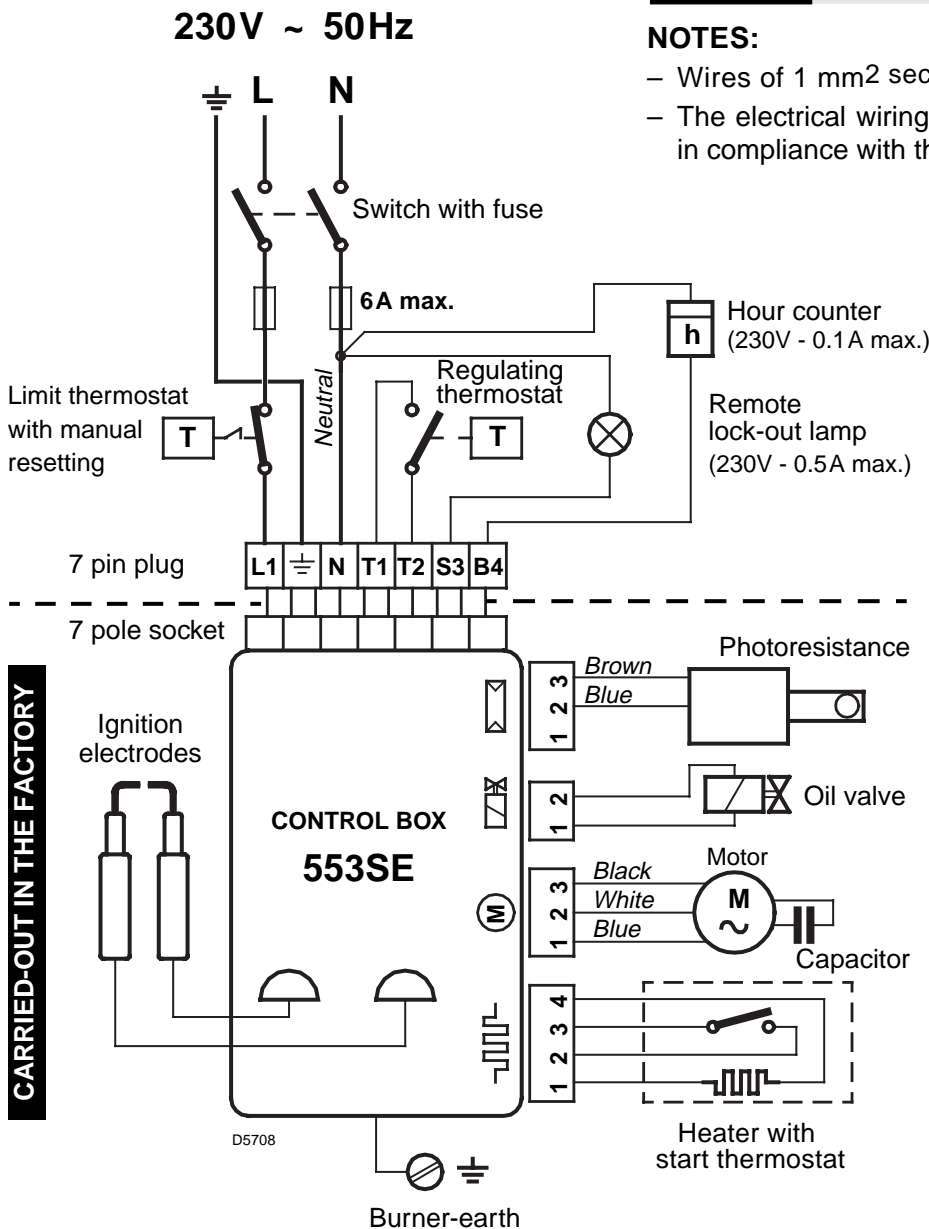 230V ~ 50Hz
NOTES:
– Wires of 1 mm2
– The electrical wiring
in compliance with
L N
Switch with fuse
6A max.
Hour counter
(230V - 0.1A max.)
h
Neutral
Regulating
thermostat
T
Limit thermostat
with manual
resetting
T
Remote
lock-out lamp
(230V - 0.5A max.)
7 pin plug
L1 N T1 T2 S3 B4
7 pole socket
CARRIED-OUT IN THE FACTORY
Ignition
electrodes
CONTROL BOX
553SE
M
Photoresistance
3 Brown
2 Blue
1
Oil valve
2
1
Motor
M
~
3 Black
2 White
1 Blue
Capacitor
4
3
2
1
Heater with
start thermostat
D5708
Burner-earth